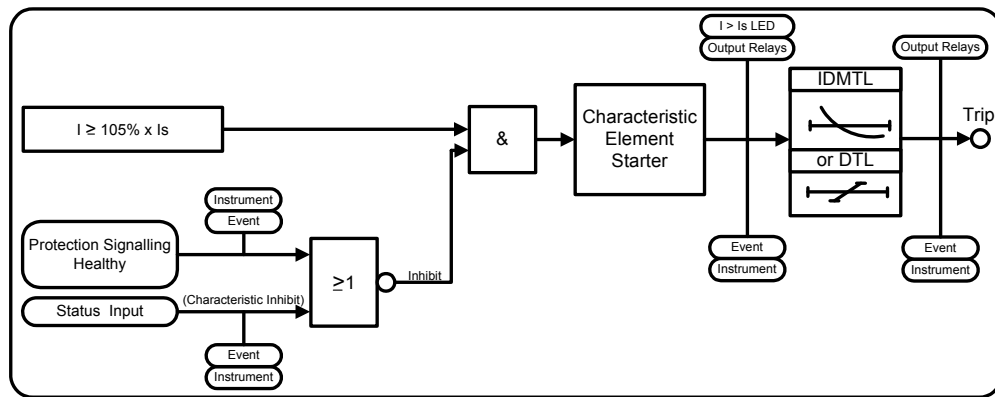 I > Is LED
Output Relays
Output Relays
IDMTL
Trip
I ≥ 105% x Is
&
Characteristic
Element
Starter
or DTL
Instrument
Event
Protection Signalling
Healthy
≥1
Inhibit
Event
Instrument
Event
Instrument
Status Input
(Characteristic Inhibit)
Event
Instrument